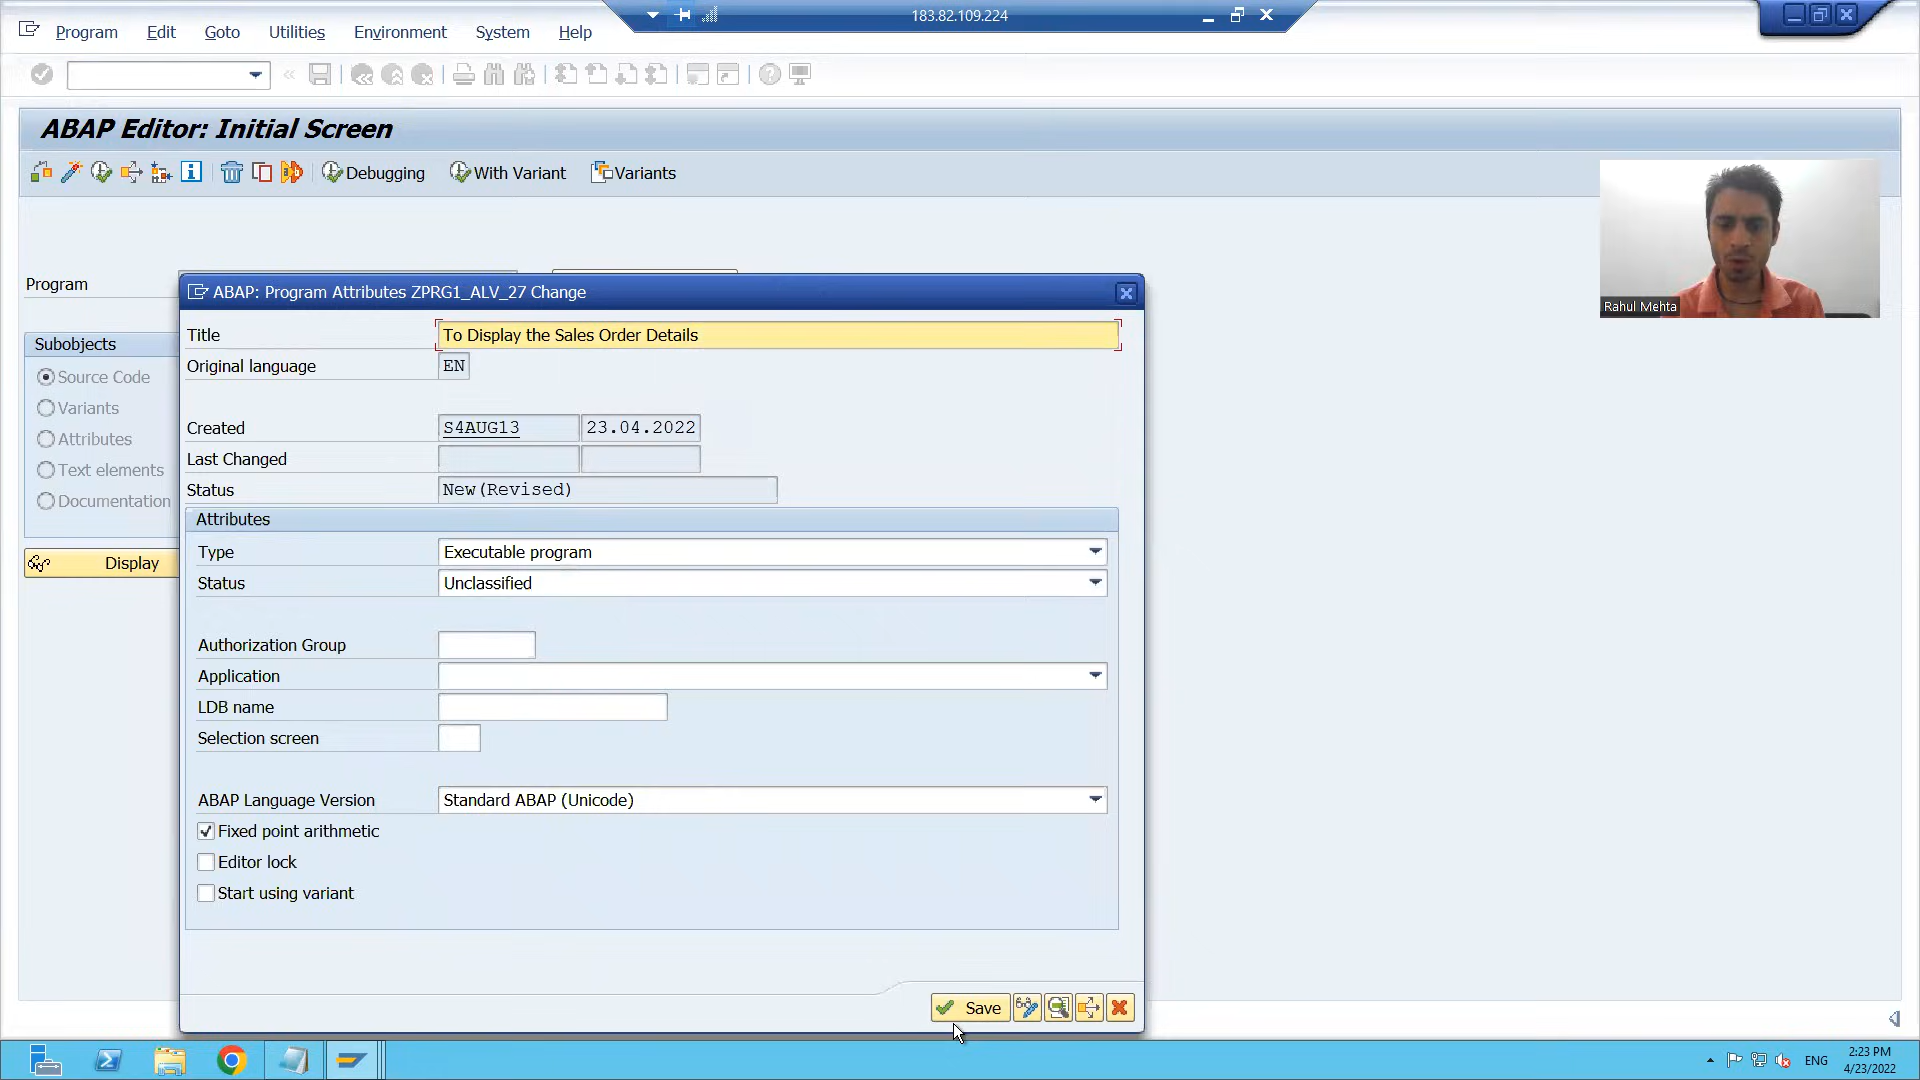 183.82.109.224
Program Edit Goto Utilities Environment System Help
ABAP Editor: Initial Screen
Debugging With Variant Variants
Rahul Mehta
Program
ABAP: Program Attributes ZPRG1_ALV_27 Change
Title To Display the Sales Order Details
Original language EN
Subobjects
Source Code
Variants
Attributes
Text elements
Documentation
Display
Created S4AUG13 23.04.2022
Last Changed
Status New(Revised)
Attributes
Type Executable program
Status Unclassified
Authorization Group
Application
LDB name
Selection screen
ABAP Language Version Standard ABAP (Unicode)
Fixed point arithmetic
Editor lock
Start using variant
Save
ENG
2:23 PM
4/23/2022